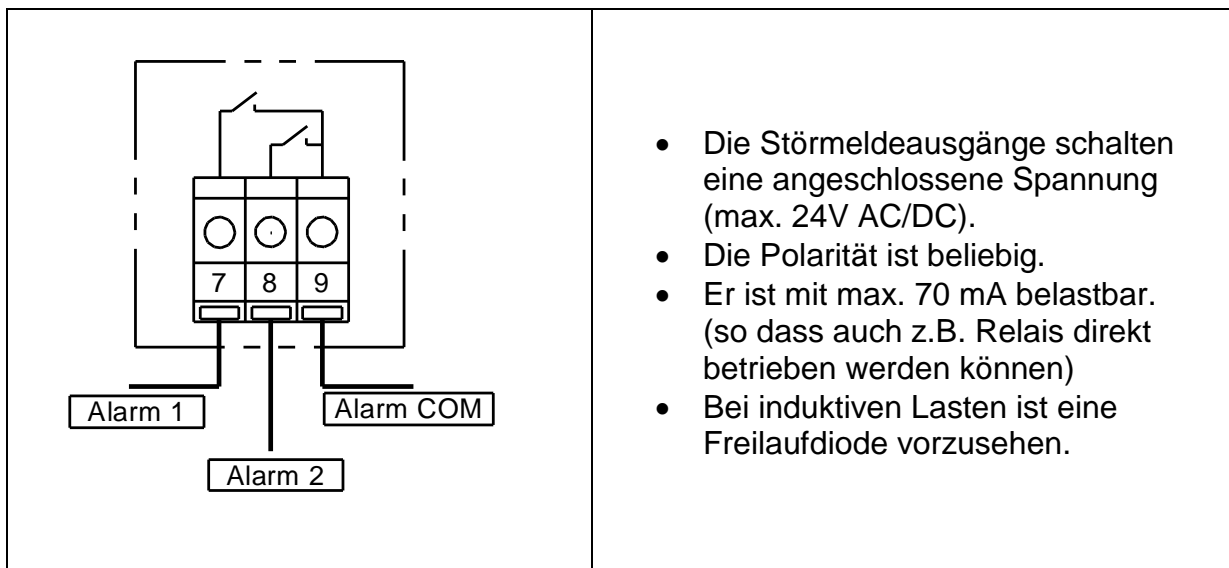 7 8 9
Alarm 1
Alarm COM
Alarm 2
• Die Störmeldeausgänge schalten
eine angeschlossene Spannung
(max. 24V AC/DC).
• Die Polarität ist beliebig.
• Er ist mit max. 70 mA belastbar.
(so dass auch z.B. Relais direkt
betrieben werden können)
• Bei induktiven Lasten ist eine
Freilaufdiode vorzusehen.